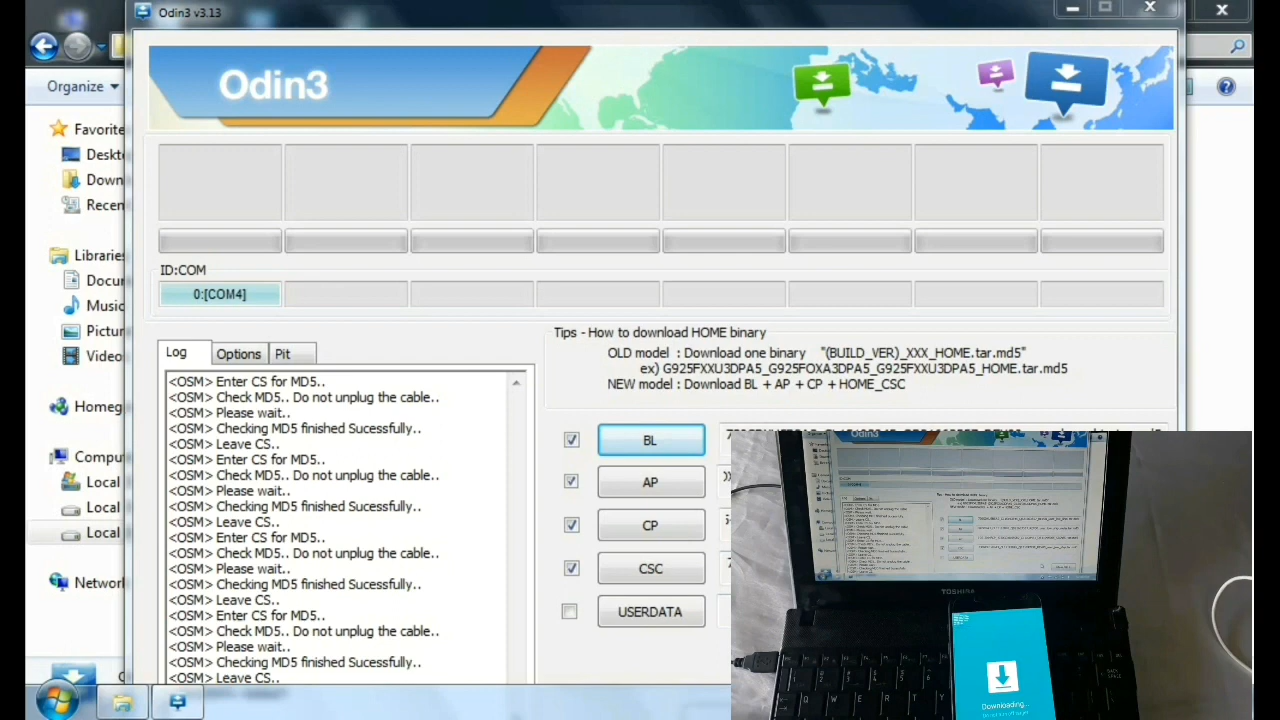 Odin3 v3.13
Organize
Odin3
Favorite
Deskt
Down
Recen
Libraries
Docur
Music
Pictur
Video
Homeg
Compu
Local
Local
Local
Network
ID:COM
0:[COM4]
Log
Options
Pit
<OSM> Enter CS for MD5..
<OSM> Check MD5.. Do not unplug the cable..
<OSM> Please wait..
<OSM> Checking MD5 finished Sucessfully..
<OSM> Leave CS..
<OSM> Enter CS for MD5..
<OSM> Check MD5.. Do not unplug the cable..
<OSM> Please wait..
<OSM> Checking MD5 finished Sucessfully..
<OSM> Leave CS..
<OSM> Enter CS for MD5..
<OSM> Check MD5.. Do not unplug the cable..
<OSM> Please wait..
<OSM> Checking MD5 finished Sucessfully..
<OSM> Leave CS..
<OSM> Enter CS for MD5..
<OSM> Check MD5.. Do not unplug the cable..
<OSM> Please wait..
<OSM> Checking MD5 finished Sucessfully..
<OSM> Leave CS..
Tips - How to download HOME binary
OLD model : Download one binary "(BUILD_VER)_XXX_HOME.tar.md5"
ex) G925FXXU3DPA5_G925FOXA3DPA5_G925FXXU3DPA5_HOME.tar.md5
NEW model : Download BL + AP + CP + HOME_CSC
BL
AP
CP
CSC
USERDATA
Odin3
TOSHIBA
Downloading...